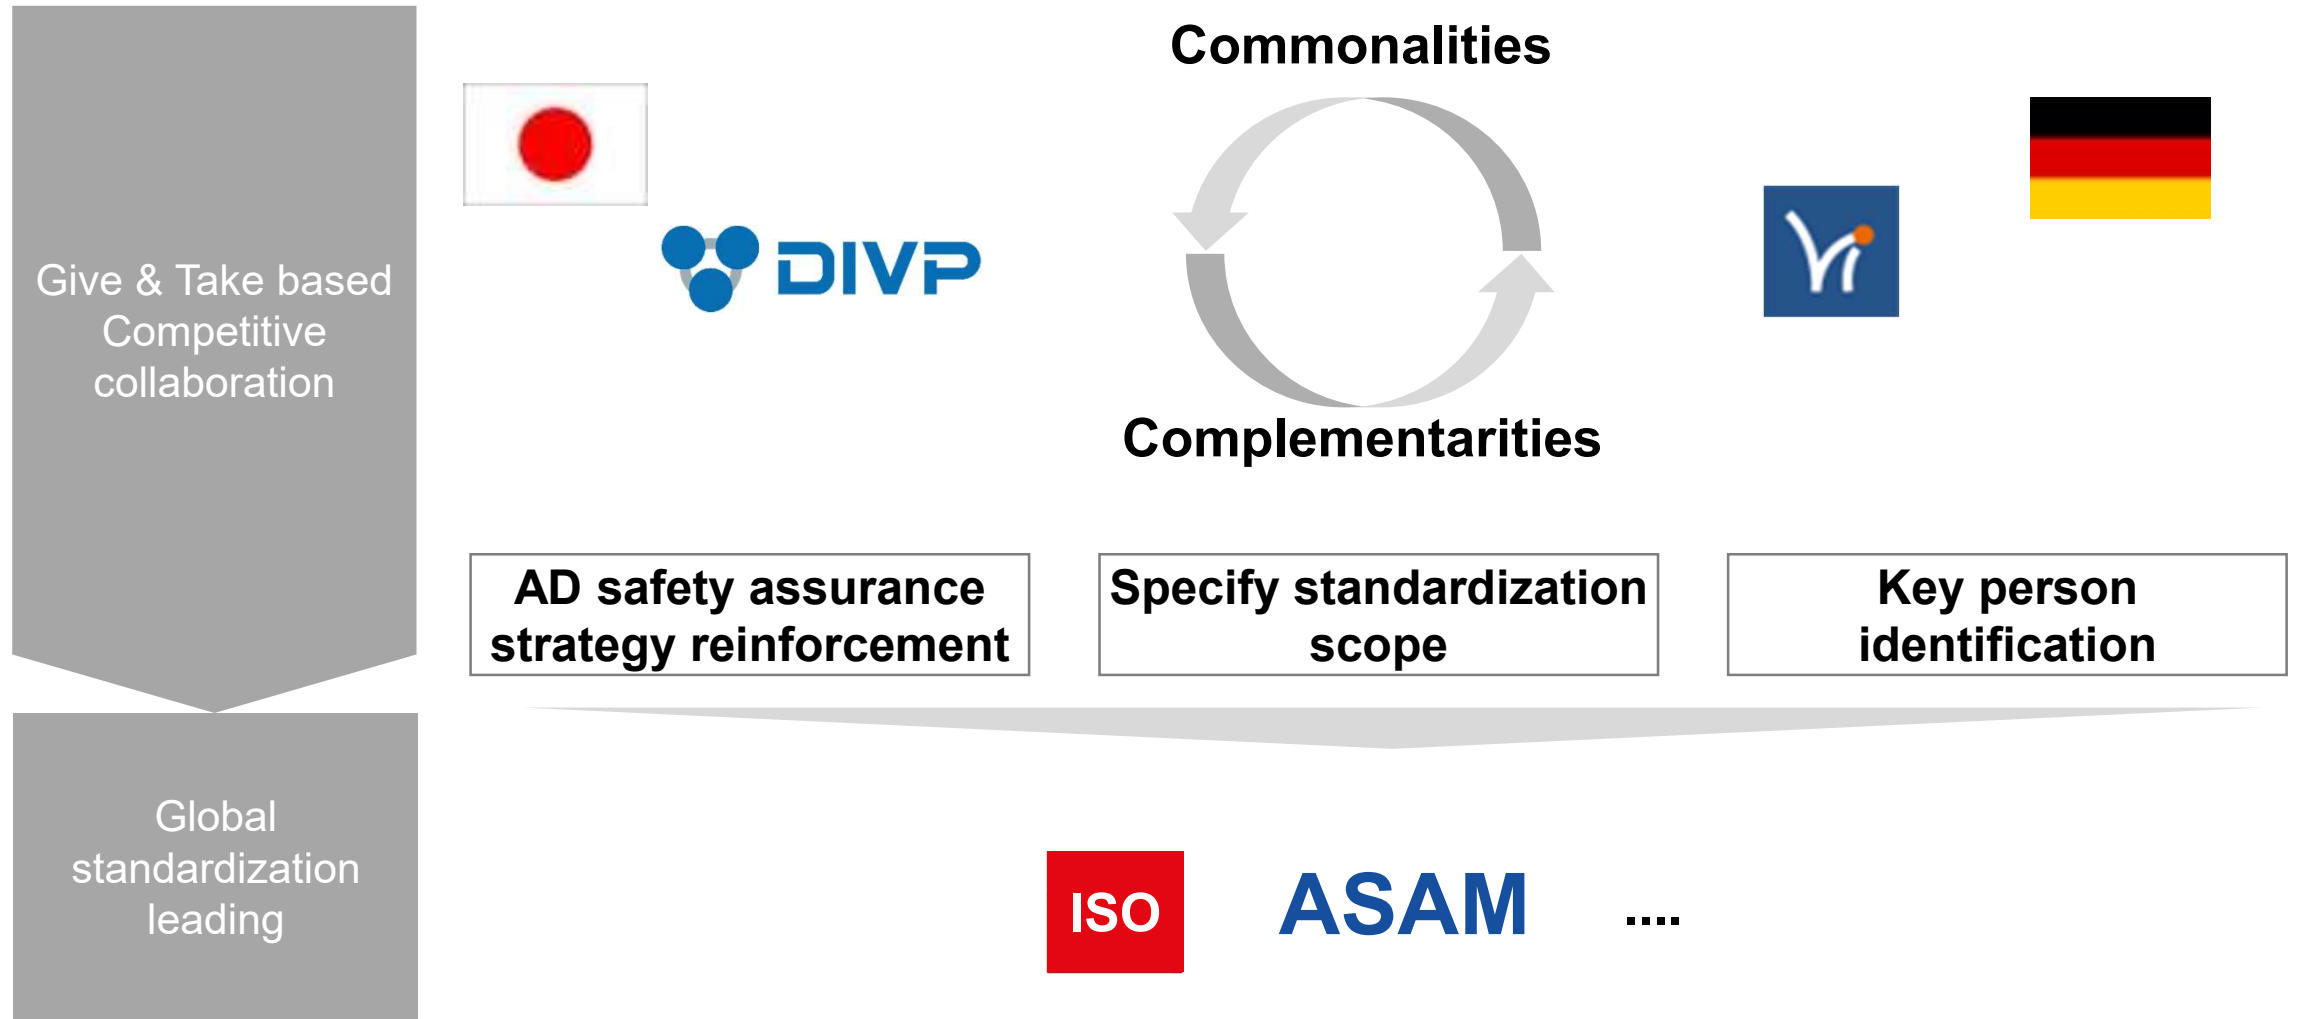 Commonalities
DIVP
Vi
Give & Take based
Competitive
collaboration
Complementarities
AD safety assurance
strategy reinforcement
Specify standardization
scope
Key person
identification
Global
standardization
leading
ISO
ASAM
....